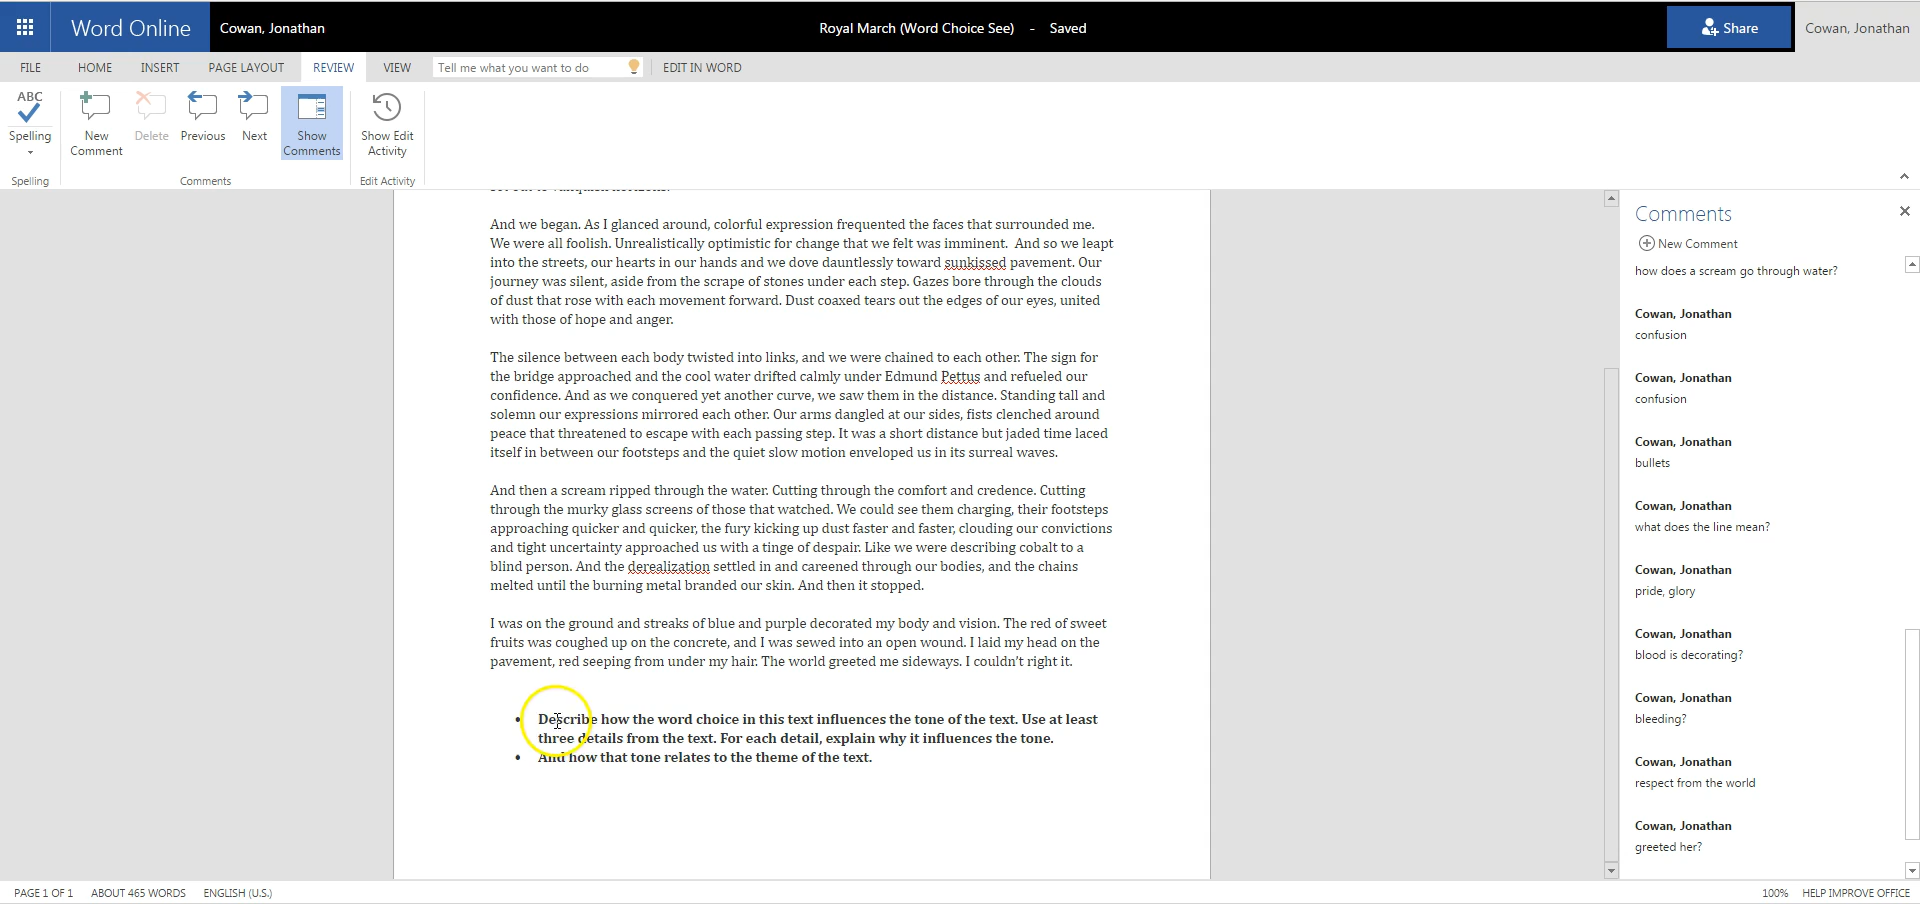 Word Online
Cowan, Jonathan
Royal March (Word Choice See) - Saved
Share
Cowan, Jonathan
FILE HOME INSERT PAGE LAYOUT REVIEW VIEW Tell me what you want to do EDIT IN WORD
ABC
Spelling
New Comment
Delete
Previous
Next
Show Comments
Show Edit Activity
Spelling
Comments
Edit Activity
And we began. As I glanced around, colorful expression frequented the faces that surrounded me.
We were all foolish. Unrealistically optimistic for change that we felt was imminent. And so we leapt
into the streets, our hearts in our hands and we dove dauntlessly toward sunkissed pavement. Our
journey was silent, aside from the scrape of stones under each step. Gazes bore through the clouds
of dust that rose with each movement forward. Dust coaxed tears out the edges of our eyes, united
with those of hope and anger.
The silence between each body twisted into links, and we were chained to each other. The sign for
the bridge approached and the cool water drifted calmly under Edmund Pettus and refueled our
confidence. And as we conquered yet another curve, we saw them in the distance. Standing tall and
solemn our expressions mirrored each other. Our arms dangled at our sides, fists clenched around
peace that threatened to escape with each passing step. It was a short distance but jaded time laced
itself in between our footsteps and the quiet slow motion enveloped us in its surreal waves.
And then a scream ripped through the water. Cutting through the comfort and credence. Cutting
through the murky glass screens of those that watched. We could see them charging, their footsteps
approaching quicker and quicker, the fury kicking up dust faster and faster, clouding our convictions
and tight uncertainty approached us with a tinge of despair. Like we were describing cobalt to a
blind person. And the derealization settled in and careened through our bodies, and the chains
melted until the burning metal branded our skin. And then it stopped.
I was on the ground and streaks of blue and purple decorated my body and vision. The red of sweet
fruits was coughed up on the concrete, and I was sewed into an open wound. I laid my head on the
pavement, red seeping from under my hair. The world greeted me sideways. I couldn't right it.
• Describe how the word choice in this text influences the tone of the text. Use at least
three details from the text. For each detail, explain why it influences the tone.
• And how that tone relates to the theme of the text.
Comments
New Comment
how does a scream go through water?
Cowan, Jonathan
confusion
Cowan, Jonathan
confusion
Cowan, Jonathan
bullets
Cowan, Jonathan
what does the line mean?
Cowan, Jonathan
pride, glory
Cowan, Jonathan
blood is decorating?
Cowan, Jonathan
bleeding?
Cowan, Jonathan
respect from the world
Cowan, Jonathan
greeted her?
PAGE 1 OF 1 ABOUT 465 WORDS ENGLISH (U.S.)
100% HELP IMPROVE OFFICE